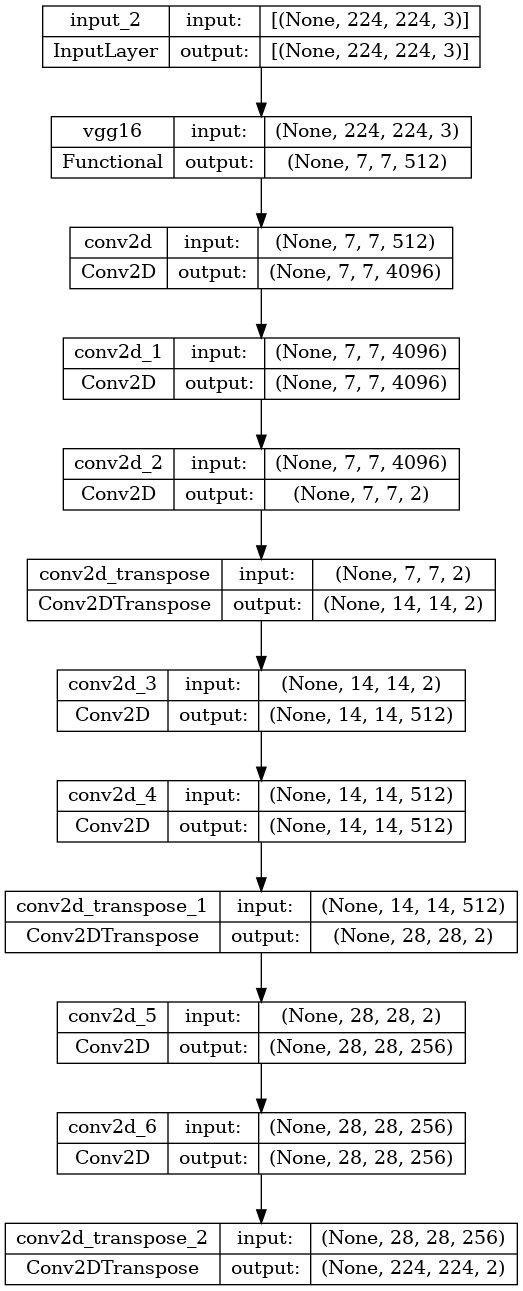 input_2 input: [(None, 224, 224, 3)]
InputLayer output: [(None, 224, 224, 3)]
vgg16 input: (None, 224, 224, 3)
Functional output: (None, 7, 7, 512)
conv2d input: (None, 7, 7, 512)
Conv2D output: (None, 7, 7, 4096)
conv2d_1 input: (None, 7, 7, 4096)
Conv2D output: (None, 7, 7, 4096)
conv2d_2 input: (None, 7, 7, 4096)
Conv2D output: (None, 7, 7, 2)
conv2d_transpose input: (None, 7, 7, 2)
Conv2DTranspose output: (None, 14, 14, 2)
conv2d_3 input: (None, 14, 14, 2)
Conv2D output: (None, 14, 14, 512)
conv2d_4 input: (None, 14, 14, 512)
Conv2D output: (None, 14, 14, 512)
conv2d_transpose_1 input: (None, 14, 14, 512)
Conv2DTranspose output: (None, 28, 28, 2)
conv2d_5 input: (None, 28, 28, 2)
Conv2D output: (None, 28, 28, 256)
conv2d_6 input: (None, 28, 28, 256)
Conv2D output: (None, 28, 28, 256)
conv2d_transpose_2 input: (None, 28, 28, 256)
Conv2DTranspose output: (None, 224, 224, 2)